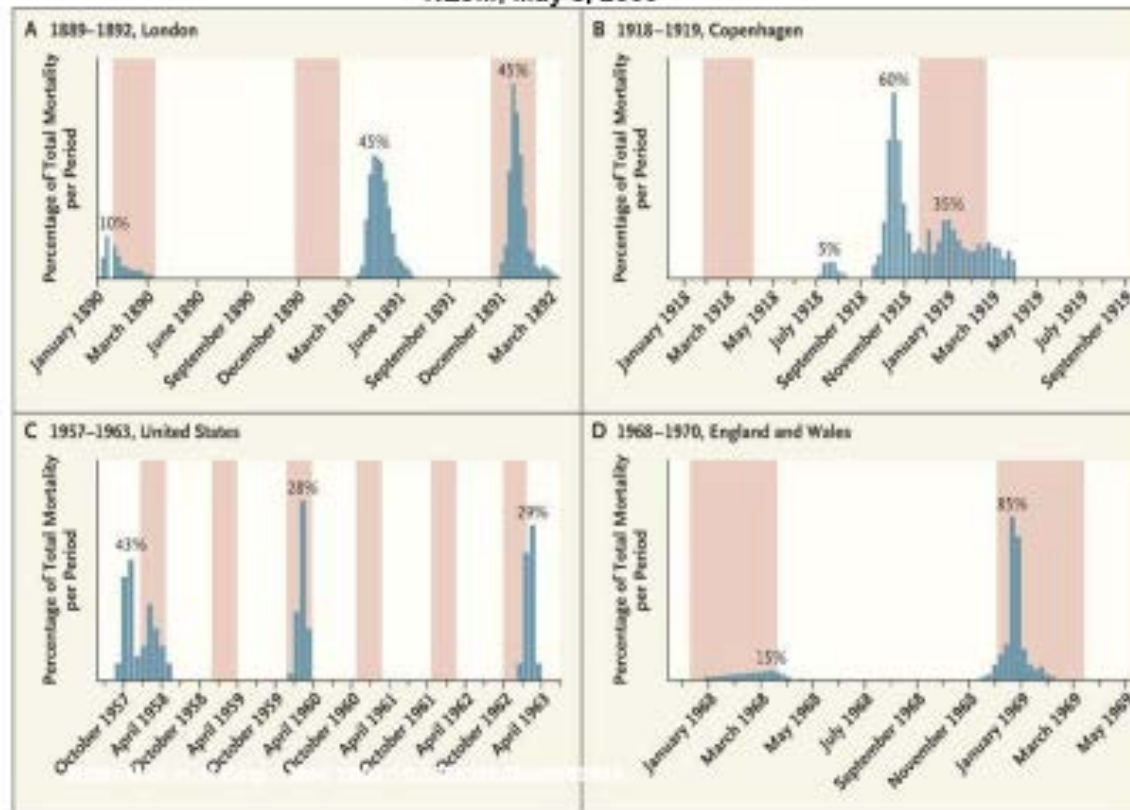 A 1889–1892, London
Percentage of Total Mortality
per Period
10%
45%
45%
January 1890
March 1890
June 1890
September 1890
December 1890
March 1891
June 1891
September 1891
December 1891
March 1892
B 1918–1919, Copenhagen
Percentage of Total Mortality
per Period
5%
60%
35%
January 1918
March 1918
May 1918
July 1918
September 1918
November 1918
January 1919
March 1919
May 1919
July 1919
September 1919
C 1957–1963, United States
Percentage of Total Mortality
per Period
43%
28%
29%
October 1957
April 1958
October 1958
April 1959
October 1959
April 1960
October 1960
April 1961
October 1961
April 1962
October 1962
April 1963
D 1968–1970, England and Wales
Percentage of Total Mortality
per Period
15%
85%
January 1968
March 1968
May 1968
July 1968
September 1968
November 1968
January 1969
March 1969
May 1969